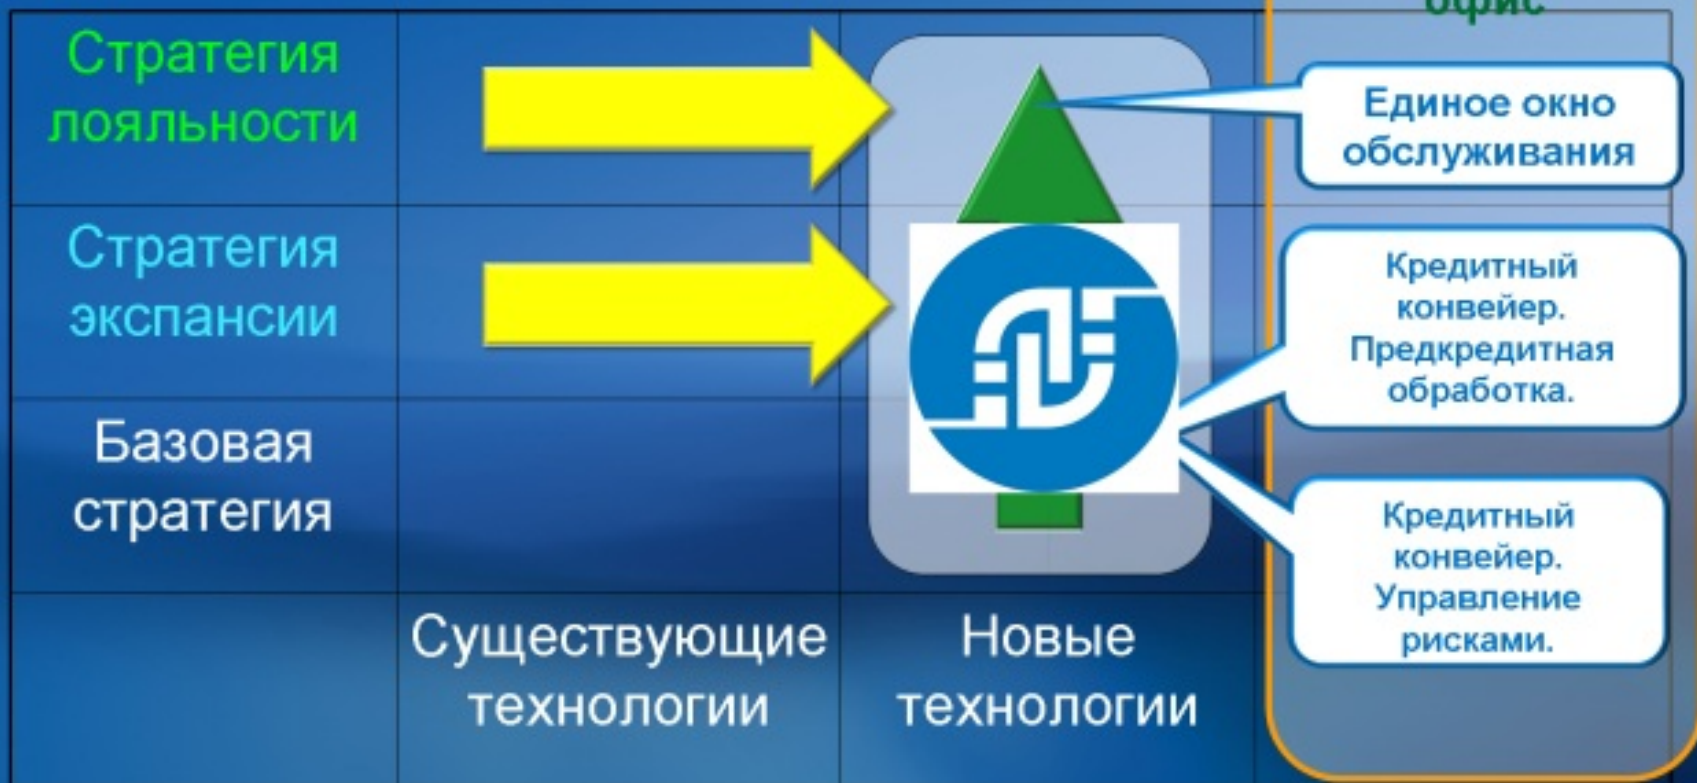 офис
Стратегия
лояльности
Единое окно
обслуживания
Стратегия
экспансии
Кредитный
конвейер.
Предкредитная
обработка.
Базовая
стратегия
Кредитный
конвейер.
Управление
рисками.
Существующие
технологии
Новые
технологии